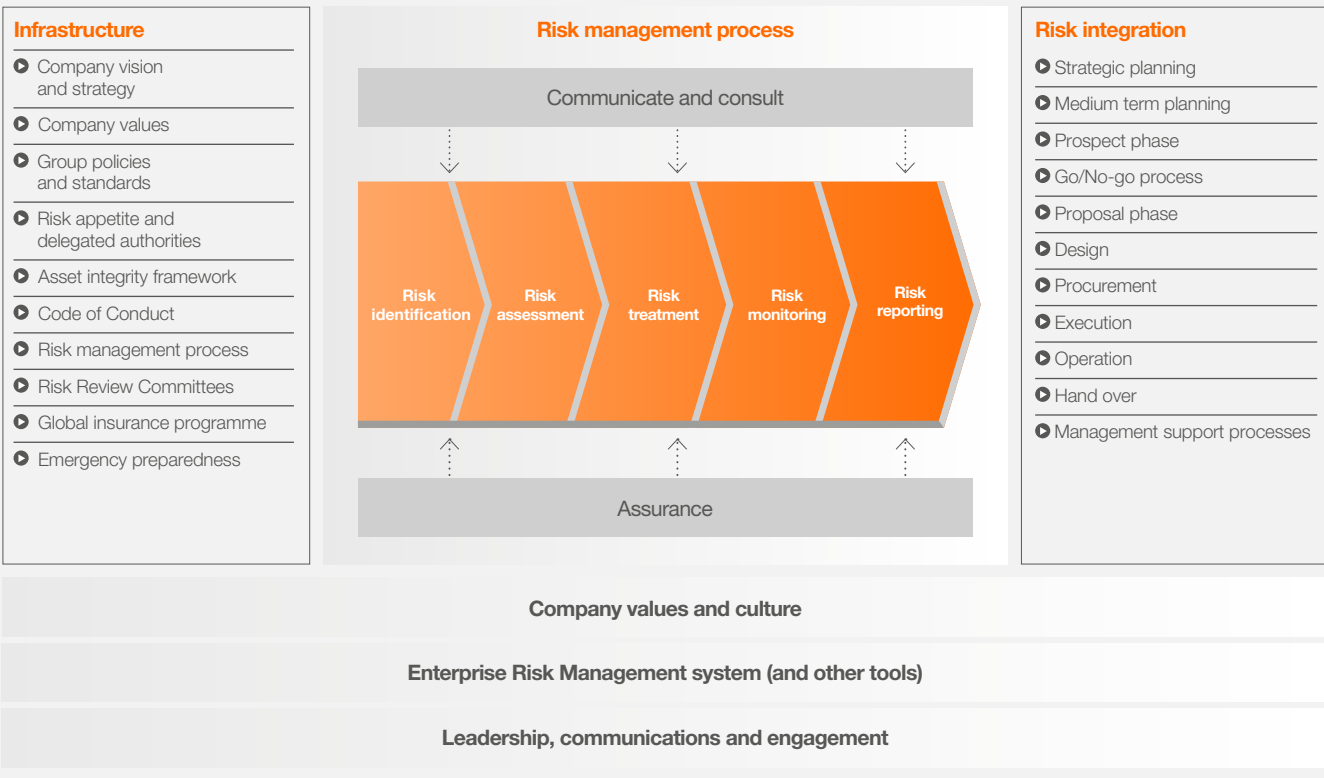 Infrastructure
Company vision
and strategy
Company values
Group policies
and standards
Risk appetite and
delegated authorities
Asset integrity framework
Code of Conduct
Risk management process
Risk Review Committees
Global insurance programme
Emergency preparedness
Risk management process
Communicate and consult
Risk
identification
Risk
assessment
Risk
treatment
Risk
monitoring
Risk
reporting
Assurance
Risk integration
Strategic planning
Medium term planning
Prospect phase
Go/No-go process
Proposal phase
Design
Procurement
Execution
Operation
Hand over
Management support processes
Company values and culture
Enterprise Risk Management system (and other tools)
Leadership, communications and engagement